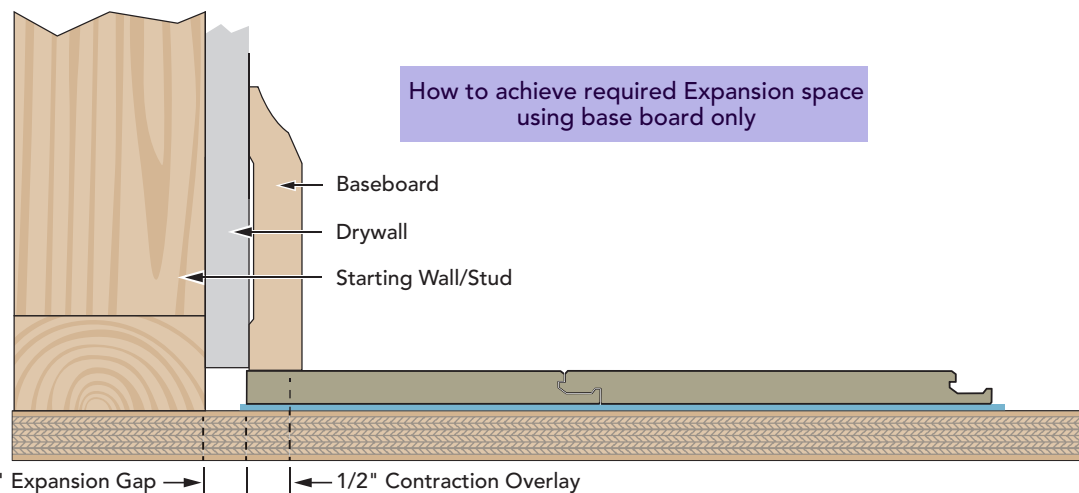 How to achieve required Expansion space
using base board only
Baseboard
Drywall
Starting Wall/Stud
" Expansion Gap
1/2" Contraction Overlay